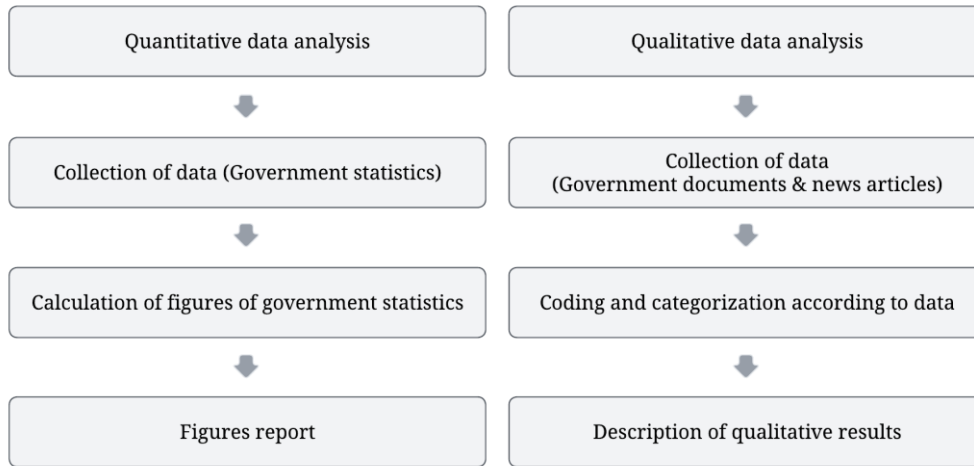 Quantitative data analysis
Collection of data (Government statistics)
Calculation of figures of government statistics
Figures report
Qualitative data analysis
Collection of data
(Government documents & news articles)
Coding and categorization according to data
Description of qualitative results